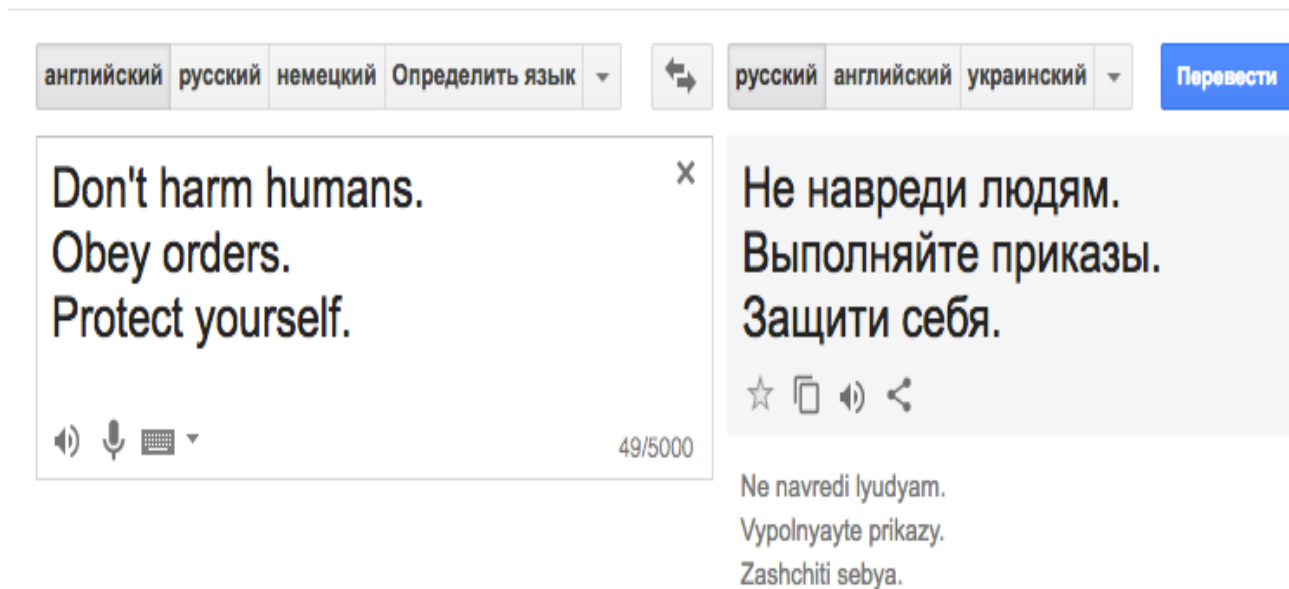 английский русский немецкий Определить язык русский английский украинский Перевести
Don't harm humans.
Obey orders.
Protect yourself.
49/5000
Не навреди людям.
Выполняйте приказы.
Защити себя.
Ne navredi lyudyam.
Vypolnyayte prikazy.
Zashchiti sebya.